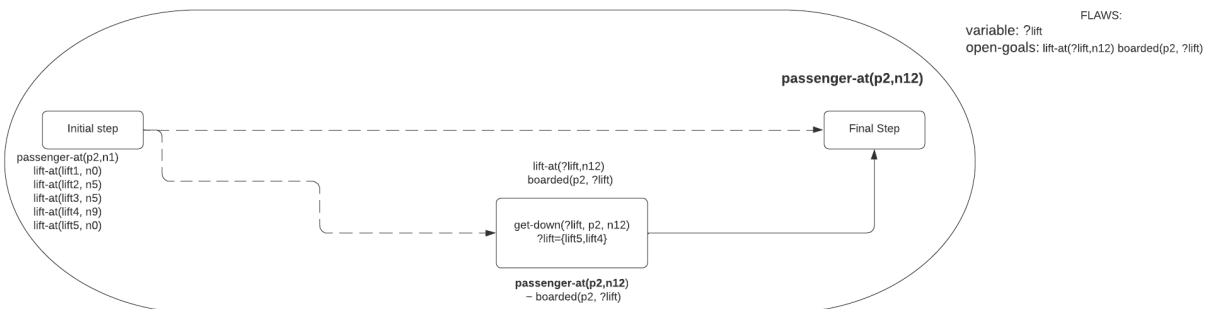 FLAWS:
variable: ?lift
open-goals: lift-at(?lift,n12) boarded(p2, ?lift)
passenger-at(p2,n12)
Initial step
Final Step
passenger-at(p2,n1)
lift-at(lift1, n0)
lift-at(lift2, n5)
lift-at(lift3, n5)
lift-at(lift4, n9)
lift-at(lift5, n0)
lift-at(?lift,n12)
boarded(p2, ?lift)
get-down(?lift, p2, n12)
?lift={lift5,lift4}
passenger-at(p2,n12)
¬ boarded(p2, ?lift)